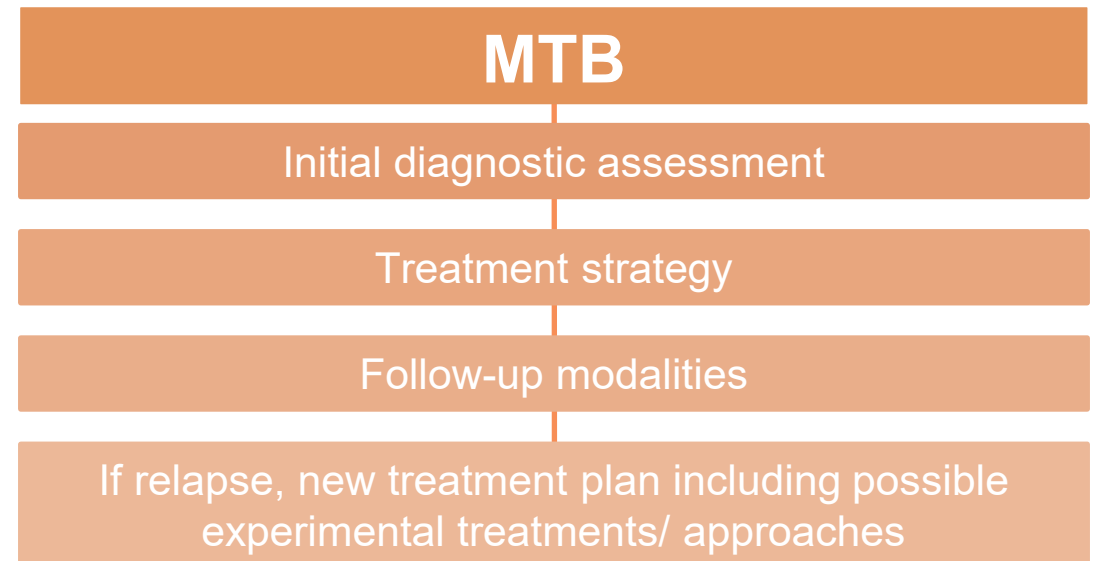 MTB
Initial diagnostic assessment
Treatment strategy
Follow-up modalities
If relapse, new treatment plan including possible
experimental treatments/ approaches